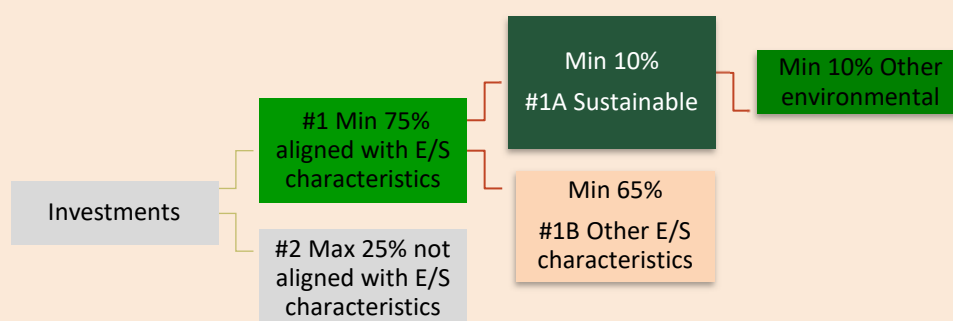 Investments
#1 Min 75%
aligned with E/S
characteristics
#2 Max 25% not
aligned with E/S
characteristics
Min 10%
#1A Sustainable
Min 65%
#1B Other E/S
characteristics
Min 10% Other
environmental